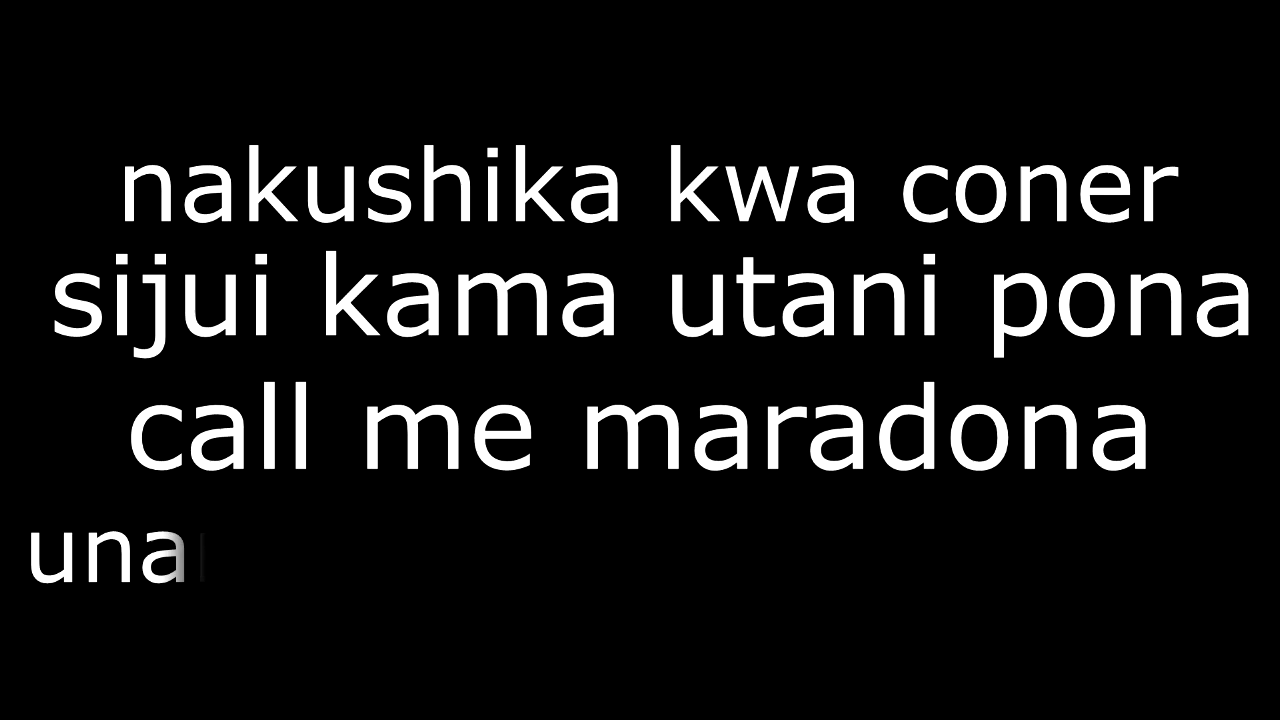 nakushika kwa coner
sijui kama utani pona
call me maradona